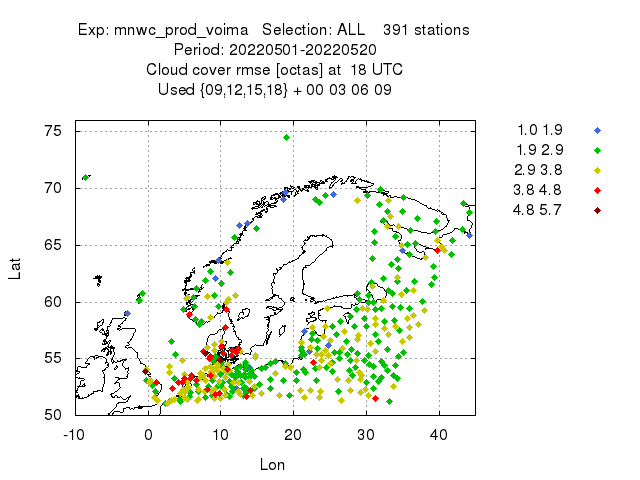 Exp: mnwc_prod_voima   Selection: ALL    391 stations
Period: 20220501-20220520
Cloud cover rmse [octas] at  18 UTC
Used {09,12,15,18} + 00 03 06 09
75
70
65
60
55
50
Lat
-10 0 10 20 30 40
Lon
1.0 1.9
1.9 2.9
2.9 3.8
3.8 4.8
4.8 5.7